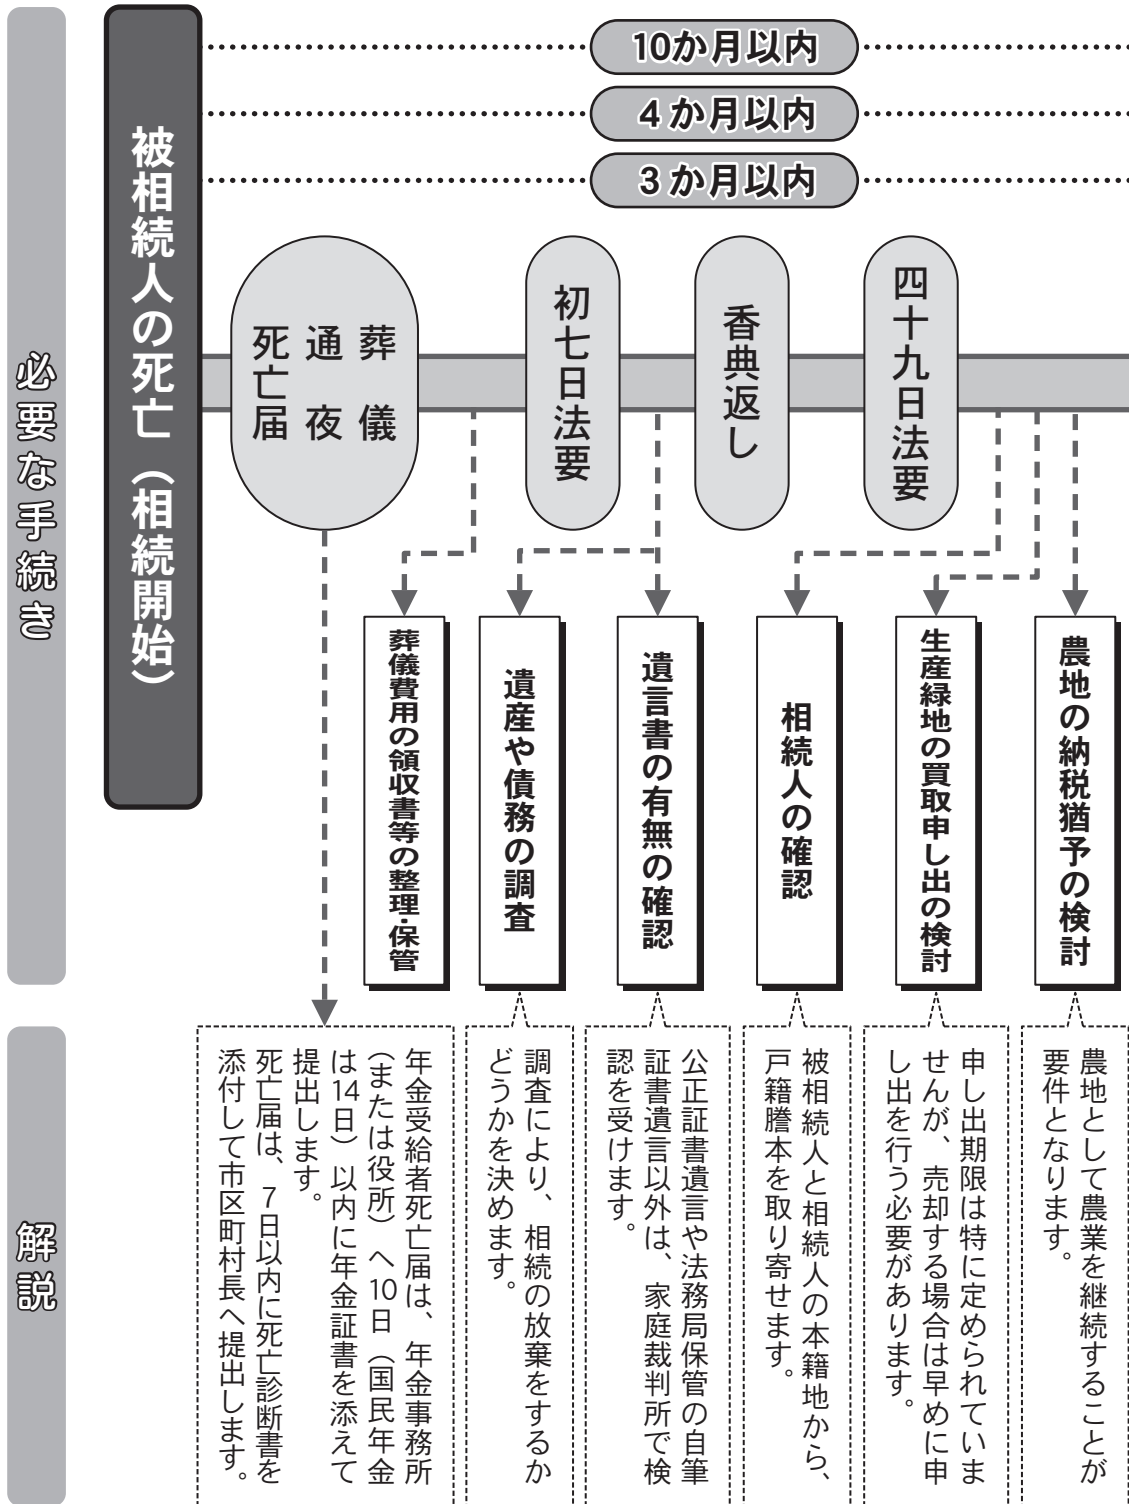 必要な手続き
被相続人の死亡（相続開始）
10か月以内
4か月以内
3か月以内
葬儀
通夜
死亡届
初七日法要
香典返し
四十九日法要
葬儀費用の領収書等の整理・保管
遺産や債務の調査
遺言書の有無の確認
相続人の確認
生産緑地の買取申し出の検討
農地の納税猶予の検討
解説
年金受給者死亡届は、年金事務所
（または役所）へ10日（国民年金
は14日）以内に年金証書を添えて
提出します。
死亡届は、7日以内に死亡診断書を
添付して市区町村長へ提出します。
調査により、相続の放棄をするか
どうかを決めます。
公正証書遺言や法務局保管の自筆
証書遺言以外は、家庭裁判所で検
認を受けます。
被相続人と相続人の本籍地から、
戸籍謄本を取り寄せます。
申し出期限は特に定められていま
せんが、売却する場合は早めに申
し出を行う必要があります。
農地として農業を継続することが
要件となります。